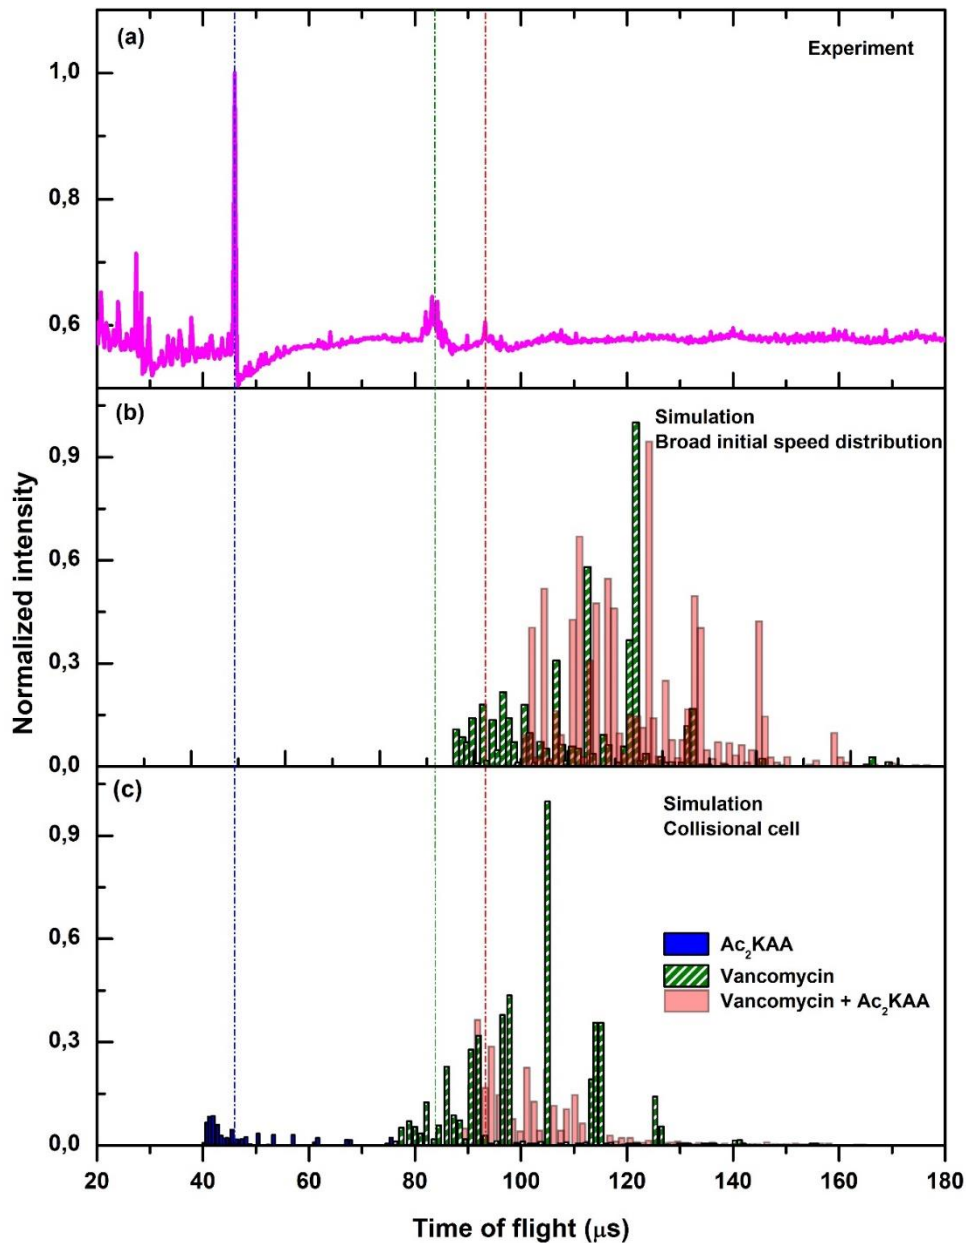 (a)
Experiment
1,0
0,8
0,6
(b)
Simulation
Broad initial speed distribution
0,9
0,6
0,3
0,0
(c)
Simulation
Collisional cell
0,9
0,6
0,3
0,0
Ac₂KAA
Vancomycin
Vancomycin + Ac₂KAA
Normalized intensity
20 40 60 80 100 120 140 160 180
Time of flight (μs)